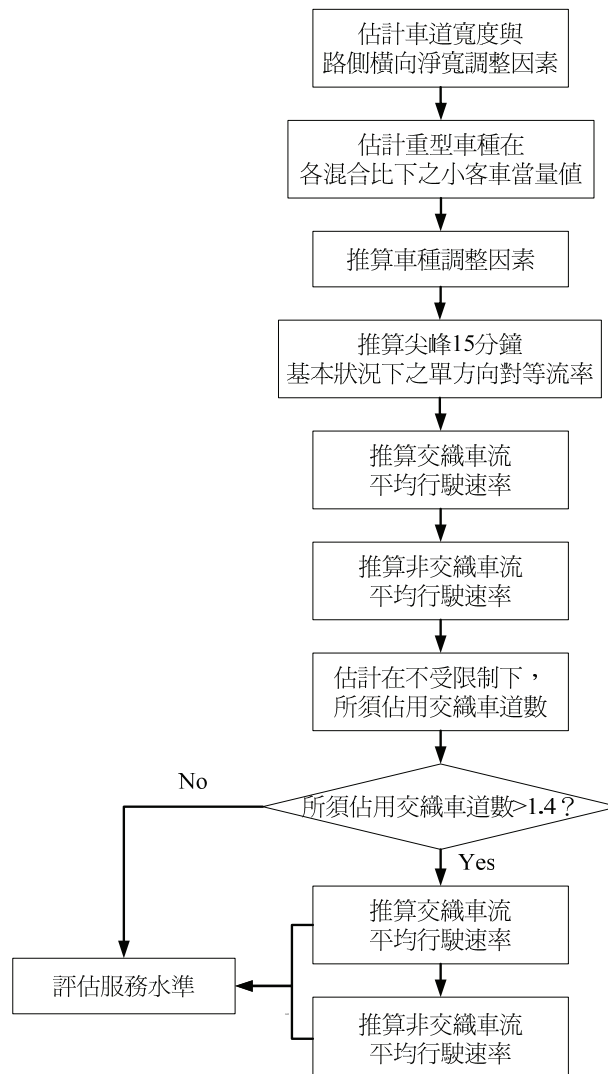 估計車道寬度與
路側橫向淨寬調整因素
估計重型車種在
各混合比下之小客車當量值
推算車種調整因素
推算尖峰15分鐘
基本狀況下之單方向對等流率
推算交織車流
平均行駛速率
推算非交織車流
平均行駛速率
估計在不受限制下，
所須佔用交織車道數
No
所須佔用交織車道數>1.4？
Yes
推算交織車流
平均行駛速率
評估服務水準
推算非交織車流
平均行駛速率